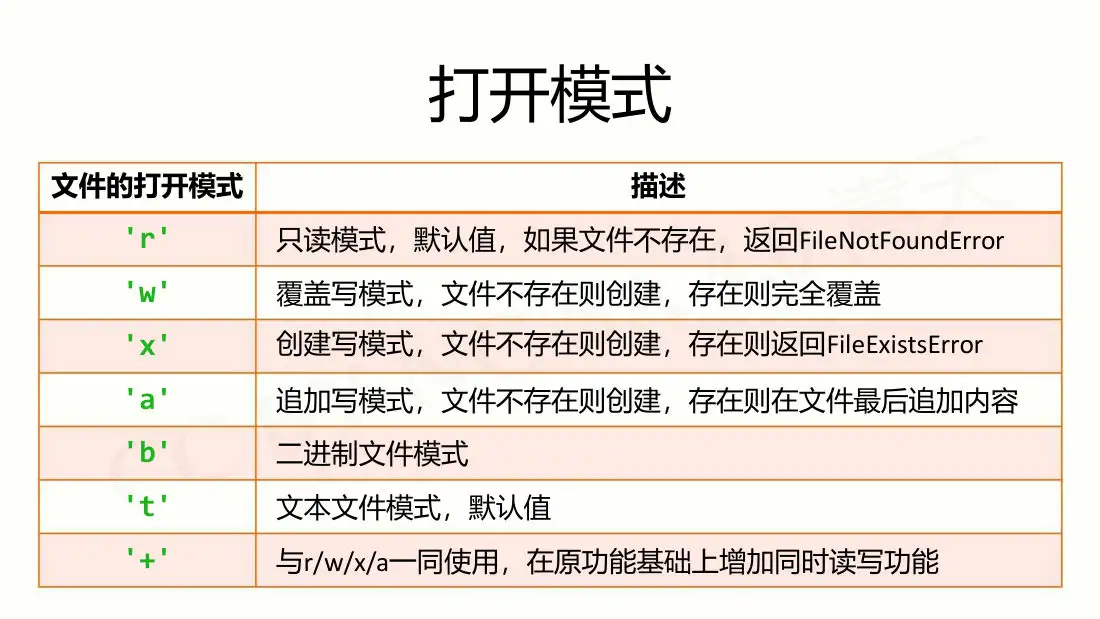 打开模式
文件的打开模式 描述
'r' 只读模式，默认值，如果文件不存在，返回FileNotFoundError
'w' 覆盖写模式，文件不存在则创建，存在则完全覆盖
'x' 创建写模式，文件不存在则创建，存在则返回FileExistsError
'a' 追加写模式，文件不存在则创建，存在则在文件最后追加内容
'b' 二进制文件模式
't' 文本文件模式，默认值
'+' 与r/w/x/a一同使用，在原功能基础上增加同时读写功能